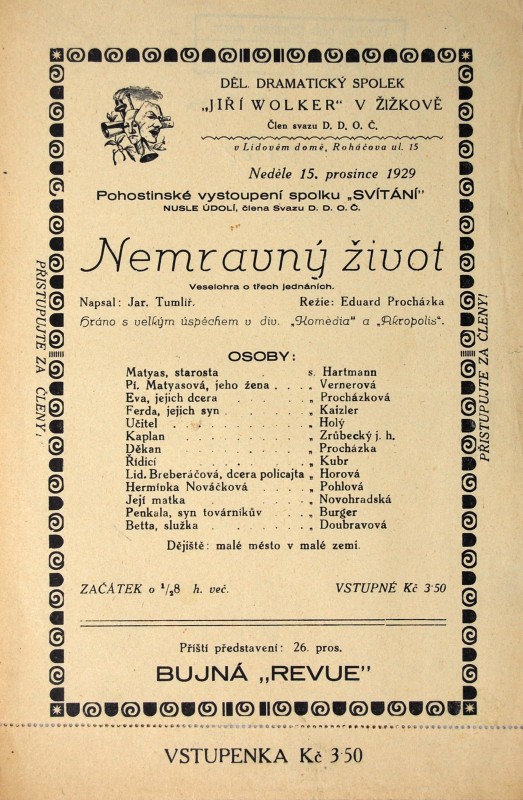 DĚL. DRAMATICKÝ SPOLEK
„JIŘÍ WOLKER" V ŽIŽKOVĚ
Člen svazu D. D. O. Č.
v Lidovém domě, Roháčova ul. 15
Neděle 15. prosince 1929
Pohostinské vystoupení spolku „SVÍTÁNÍ"
NUSLE ÚDOLÍ, člena Svazu D. D. O. Č.
Nemravný život
Veselohra o třech jednáních.
Napsal: Jar. Tumlíř. Režie: Eduard Procházka
Hráno s velkým úspěchem v div. „Komedia" a „Akropolis".
OSOBY:
Matyas, starosta . s. Hartmann
Pí. Matyasová, jeho žena . . . . „ Vernerová
Eva, jejich dcera . . . . . . „ Procházková
Ferda, jejich syn . . . . . . „ Kaizler
Učitel . . . . . . . . . „ Holý
Kaplan . . . . . . . . „ Zrůbecký j. h.
Děkan . . . . . . . . „ Procházka
Řídící . . . . . . . . „ Kubr
Lid. Breberáčová, dcera policajta „ Horová
Hermínka Nováčková . . . . „ Pohlová
Její matka . . . . . . . „ Novohradská
Penkala, syn továrníkův . . . „ Burger
Betta, služka . . . . . . . „ Doubravová
Dějiště: malé město v malé zemi.
ZAČÁTEK o ½8 h. več. VSTUPNÉ Kč 3·50
Příští představení: 26. pros.
BUJNÁ „REVUE"
PŘISTUPUJTE ZA ČLENY!
PŘISTUPUJTE ZA ČLENY!
VSTUPENKA Kč 3·50